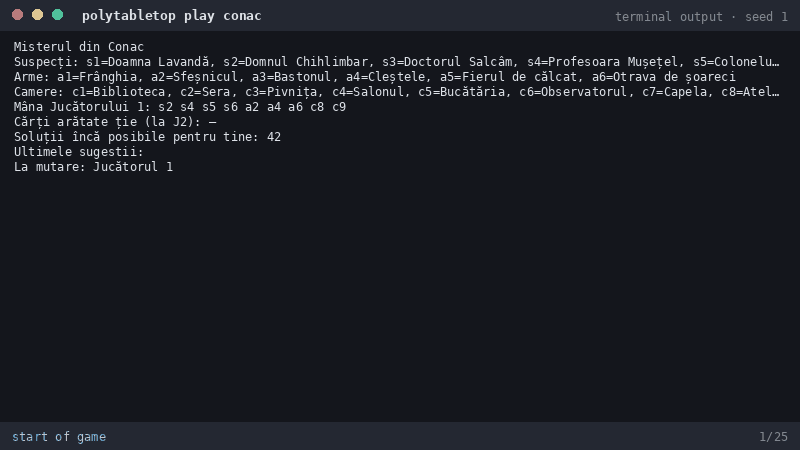 polytabletop play conac
terminal output · seed 1
Misterul din Conac
Suspecți: s1=Doamna Lavandă, s2=Domnul Chihlimbar, s3=Doctorul Salcâm, s4=Profesoara Mușețel, s5=Colonelu…
Arme: a1=Frânghia, a2=Sfeșnicul, a3=Bastonul, a4=Cleștele, a5=Fierul de călcat, a6=Otrava de șoareci
Camere: c1=Biblioteca, c2=Sera, c3=Pivnița, c4=Salonul, c5=Bucătăria, c6=Observatorul, c7=Capela, c8=Atel…
Mâna Jucătorului 1: s2 s4 s5 s6 a2 a4 a6 c8 c9
Cărți arătate ție (la J2): —
Soluții încă posibile pentru tine: 42
Ultimele sugestii:
La mutare: Jucătorul 1
start of game
1/25